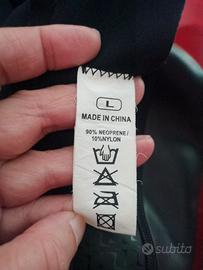 L
MADE IN CHINA
90% NEOPRENE/
10%NYLON
subito